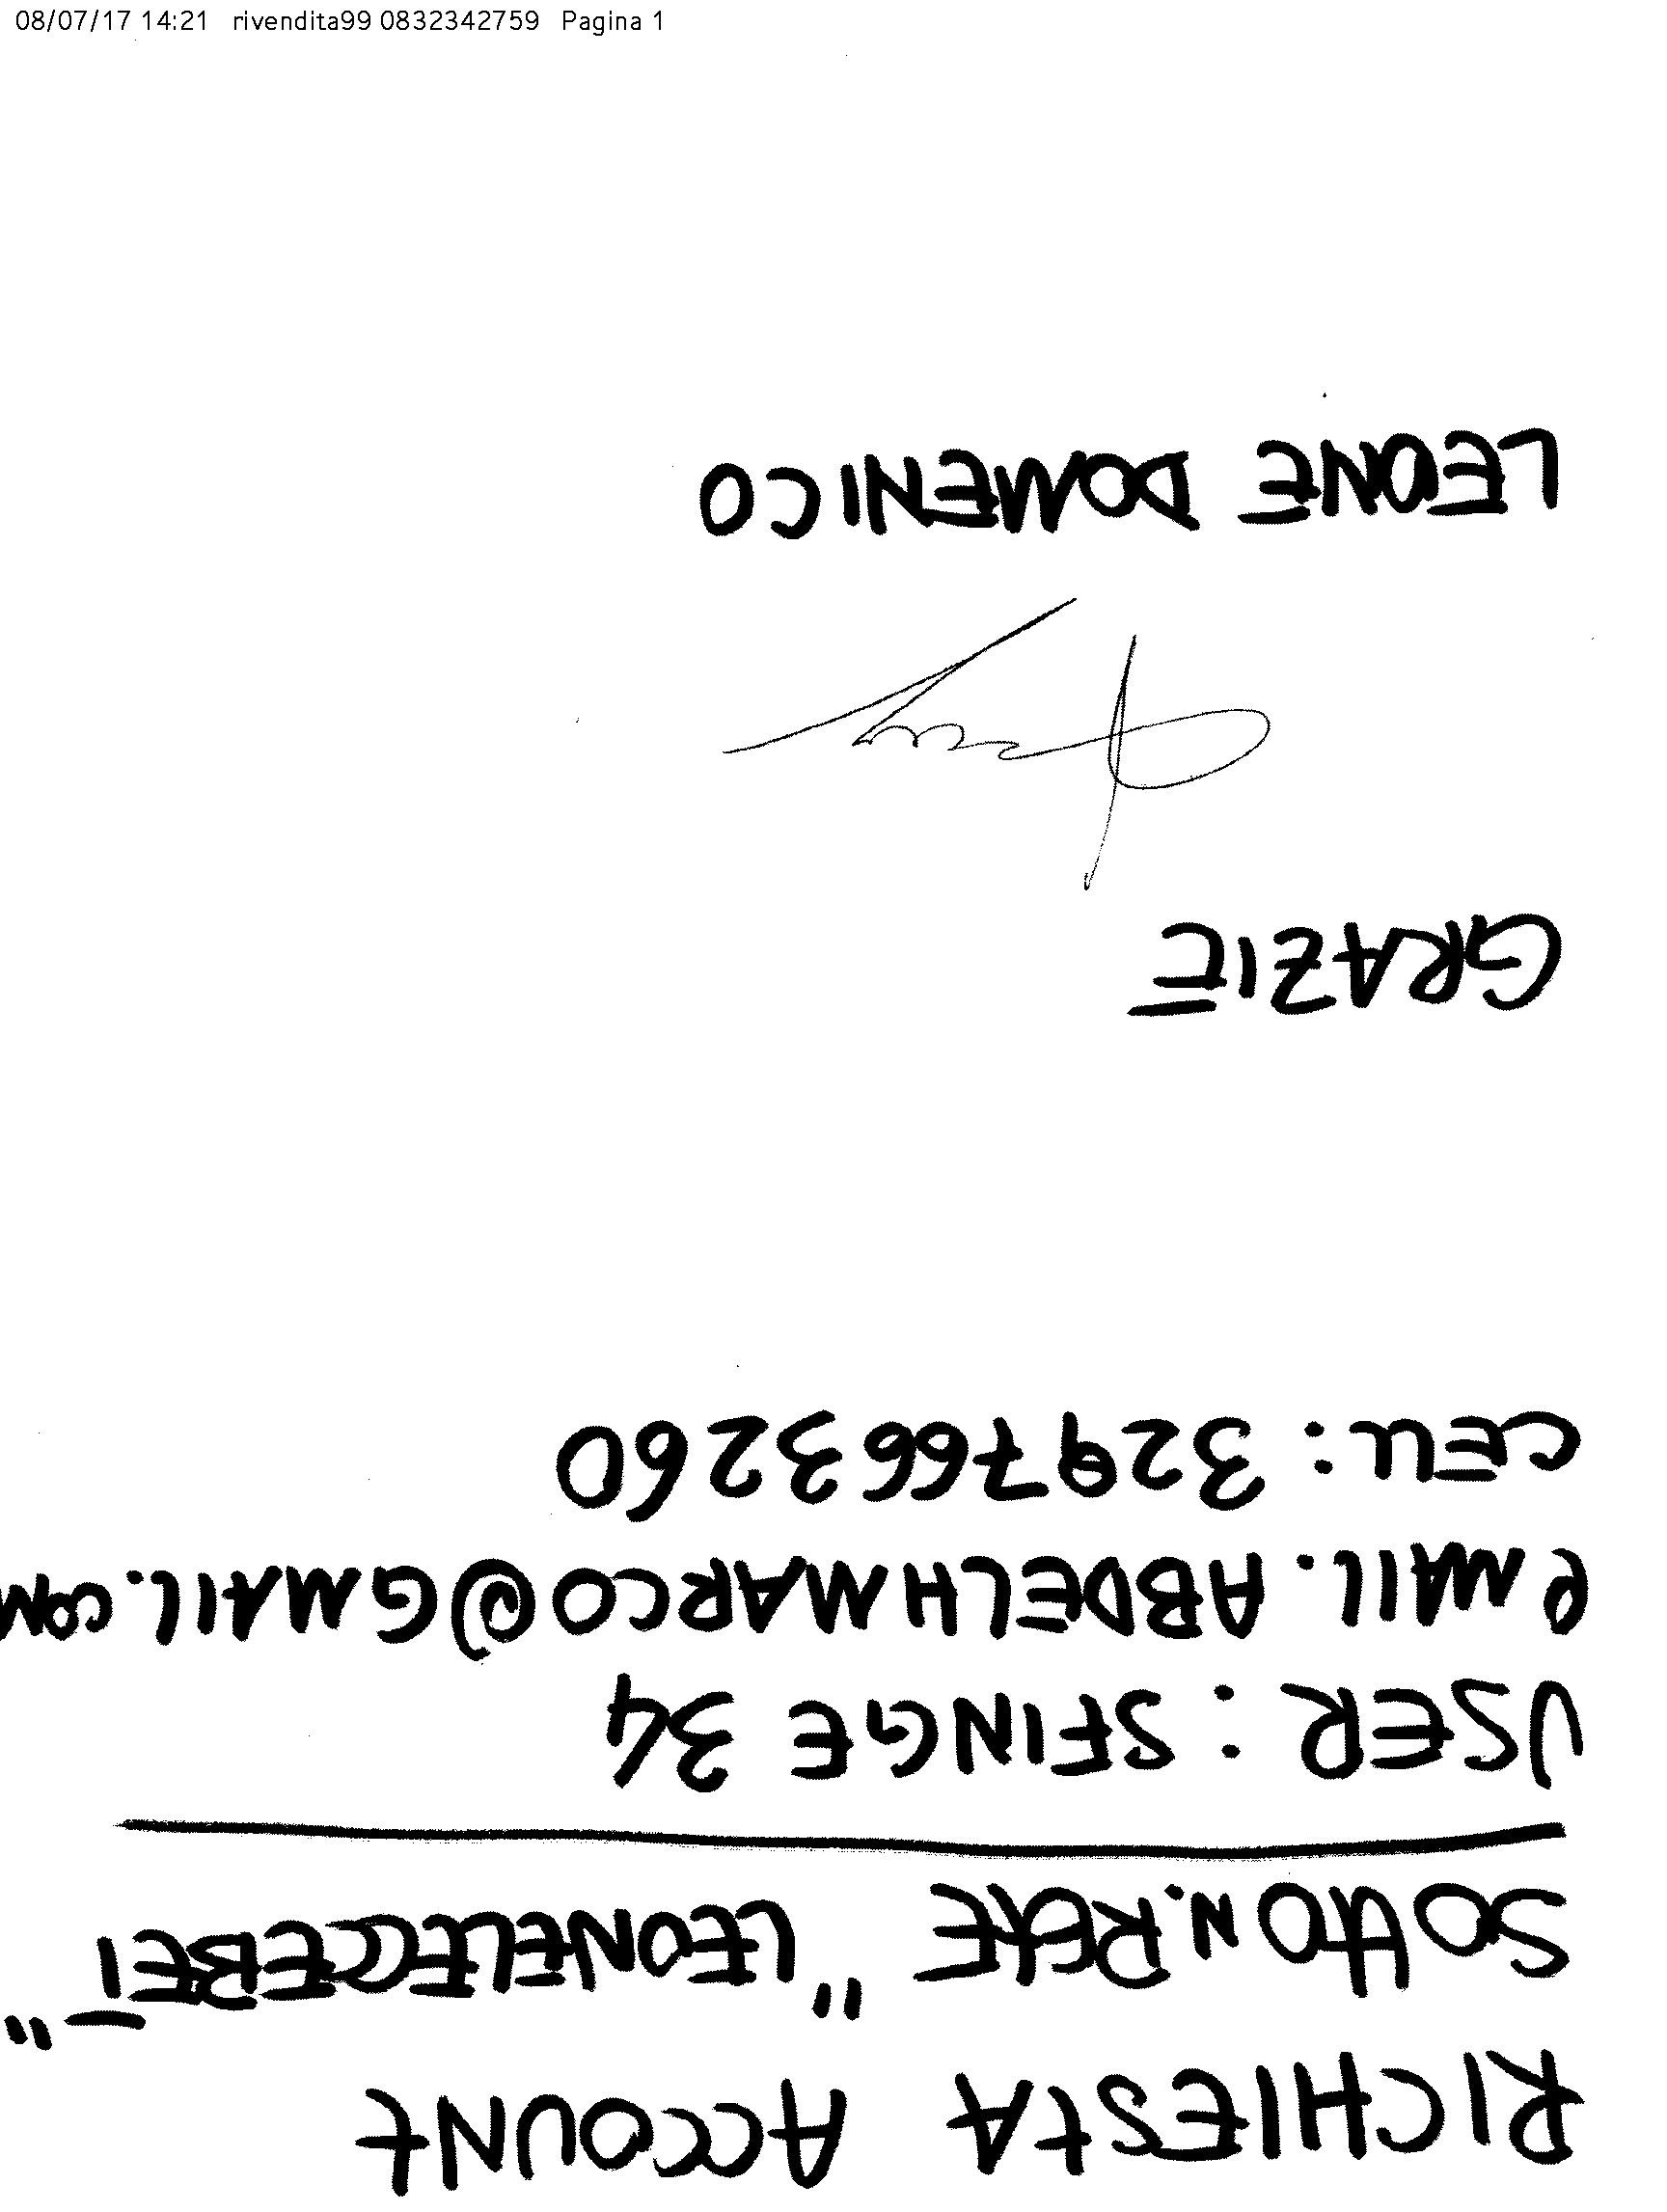 08/07/17 14:21 rivendita99 0832342759 Pagina 1
RICHIESTA ACCOUNT
SOTTO N.RETE "LEONELECCEBET"
USER: SFINGE 34
e MAIL. ABDELHMARCO@GMAIL.COM
CELL: 3297663260
GRAZIE
LEONE DOMENICO